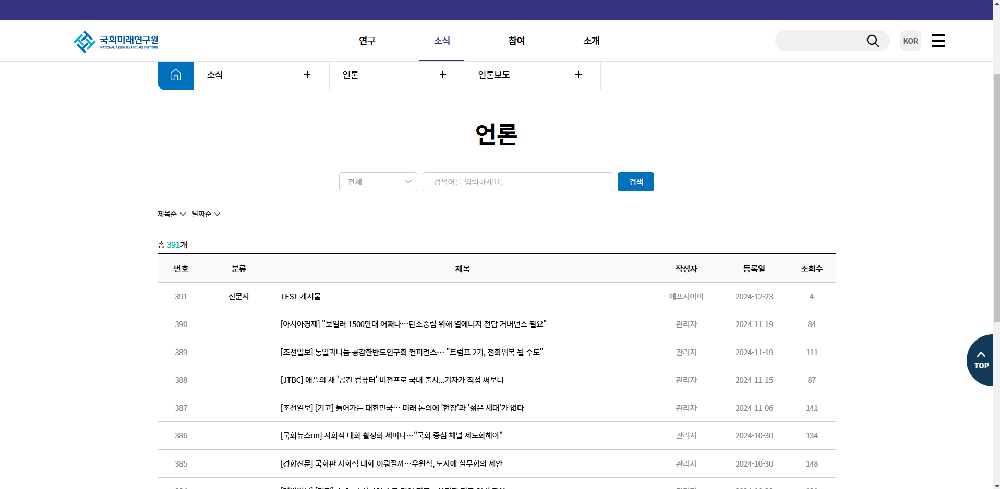 국회미래연구원
NATIONAL ASSEMBLY FUTURES INSTITUTE
연구 소식 참여 소개
KOR
소식 언론 언론보도
언론
전체 검색어를 입력하세요. 검색
제목순 날짜순
총 391개
번호 분류 제목 작성자 등록일 조회수
391 신문사 TEST 게시물 에프지아이 2024-12-23 4
390 [아시아경제] "보일러 1500만대 어쩌나…탄소중립 위해 열에너지 전담 거버넌스 필요" 관리자 2024-11-19 84
389 [조선일보] 통일과나눔·공감한반도연구회 컨퍼런스… "트럼프 2기, 전화위복 될 수도" 관리자 2024-11-19 111
388 [JTBC] 애플의 새 '공간 컴퓨터' 비전프로 국내 출시...기자가 직접 써보니 관리자 2024-11-15 87
387 [조선일보] [기고] 늙어가는 대한민국… 미래 논의에 '현장'과 '젊은 세대'가 없다 관리자 2024-11-06 141
386 [국회뉴스on] 사회적 대화 활성화 세미나…"국회 중심 채널 제도화해야" 관리자 2024-10-30 134
385 [경향신문] 국회판 사회적 대화 이뤄질까…우원식, 노사에 실무협의 제안 관리자 2024-10-30 148
TOP